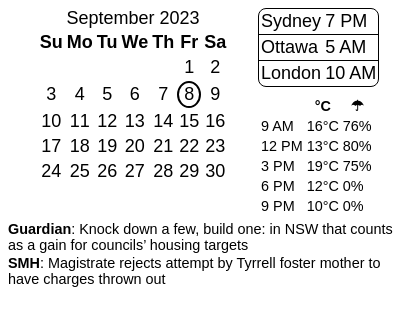 September 2023
Su Mo Tu We Th Fr Sa
1 2
3 4 5 6 7 8 9
10 11 12 13 14 15 16
17 18 19 20 21 22 23
24 25 26 27 28 29 30
Sydney 7 PM
Ottawa 5 AM
London 10 AM
°C ☂
9 AM 16°C 76%
12 PM 13°C 80%
3 PM 19°C 75%
6 PM 12°C 0%
9 PM 10°C 0%
Guardian: Knock down a few, build one: in NSW that counts
as a gain for councils’ housing targets
SMH: Magistrate rejects attempt by Tyrrell foster mother to
have charges thrown out